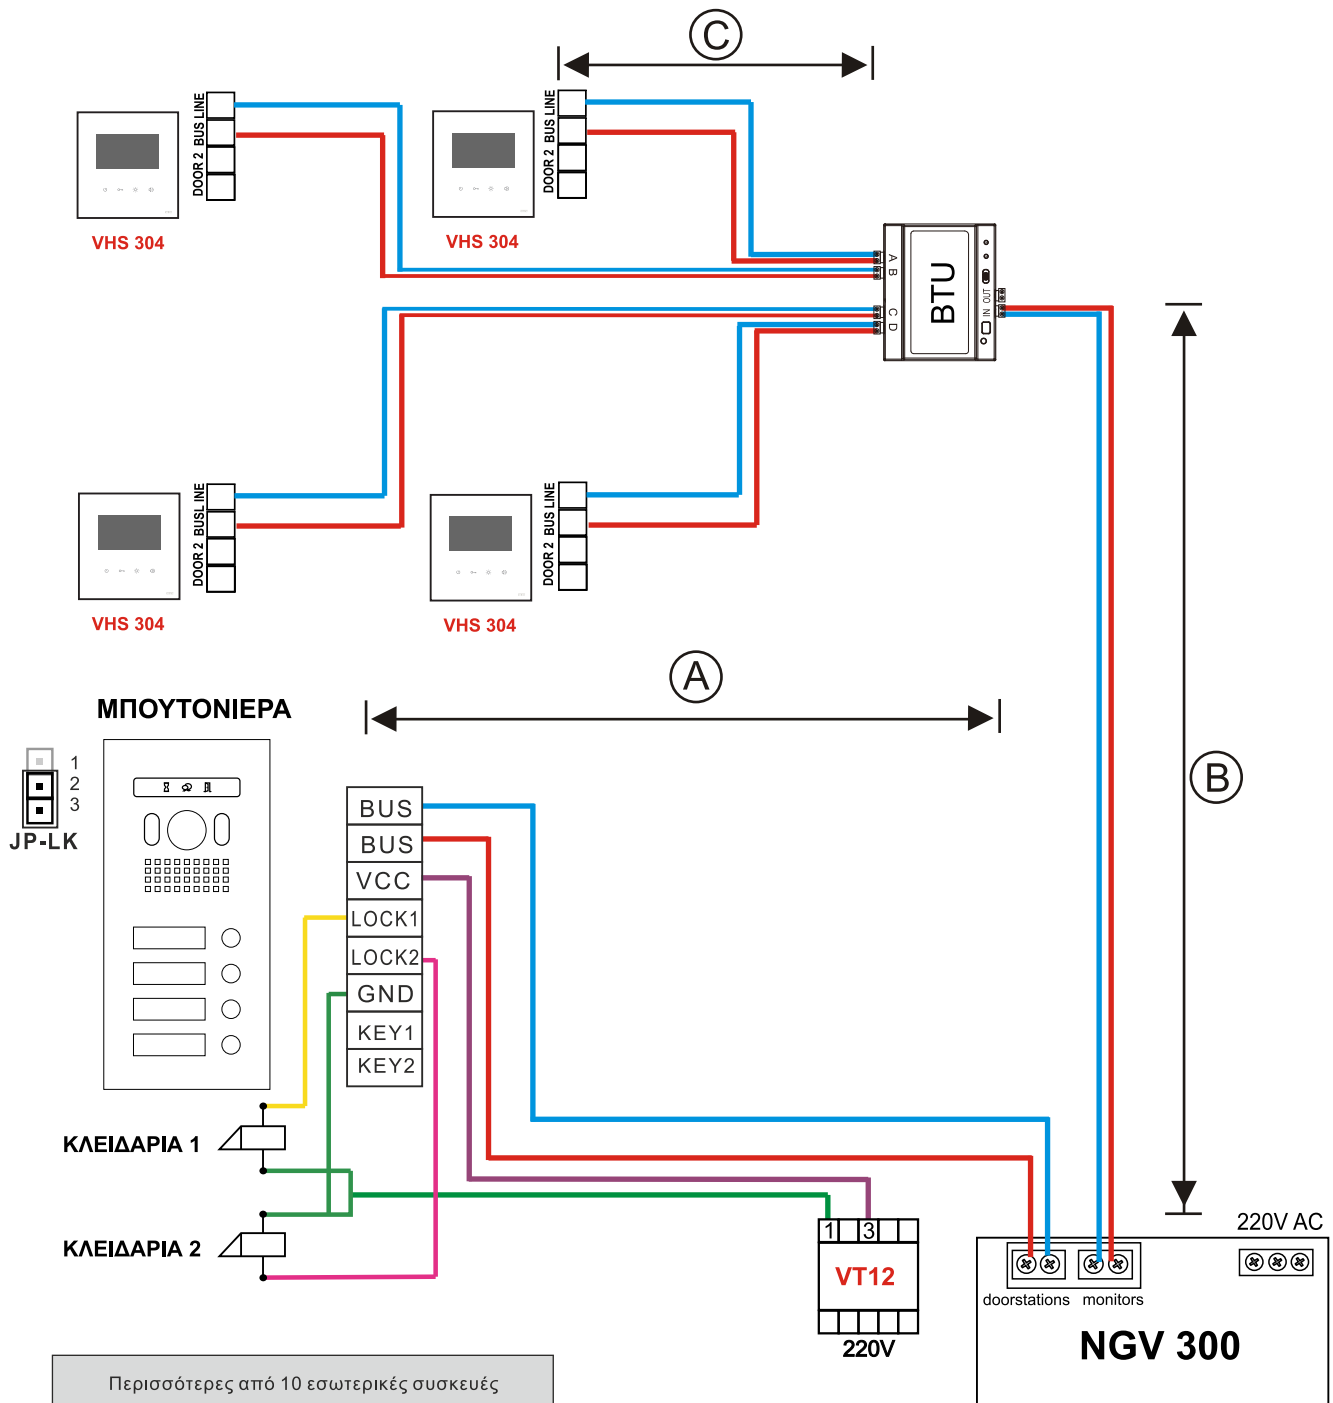 C
BUS LINE
DOOR 2
VHS 304
BUS LINE
DOOR 2
VHS 304
A
B
C
D
BTU
OUT
IN
BUSL INE
DOOR 2
VHS 304
BUS LINE
DOOR 2
VHS 304
A
B
ΜΠΟΥΤΟΝΙΕΡΑ
1
2
3
JP-LK
BUS
BUS
VCC
LOCK1
LOCK2
GND
KEY1
KEY2
ΚΛΕΙΔΑΡΙΑ 1
ΚΛΕΙΔΑΡΙΑ 2
1 3
VT12
220V
220V AC
doorstations monitors
NGV 300
Περισσότερες από 10 εσωτερικές συσκευές